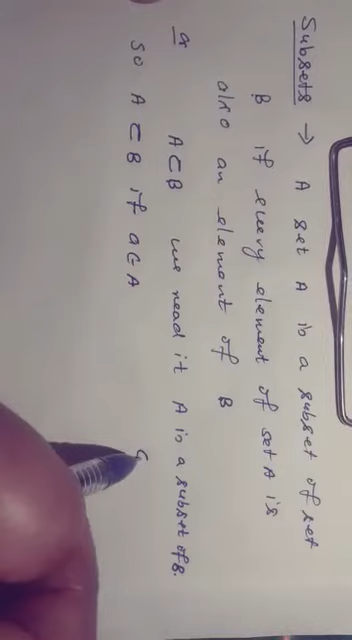 Subsets → A set A is a subset of set
B if every element of set A is
also an element of B
A⊂B we read it A is a subset of B.
so A ⊂ B if a∈A